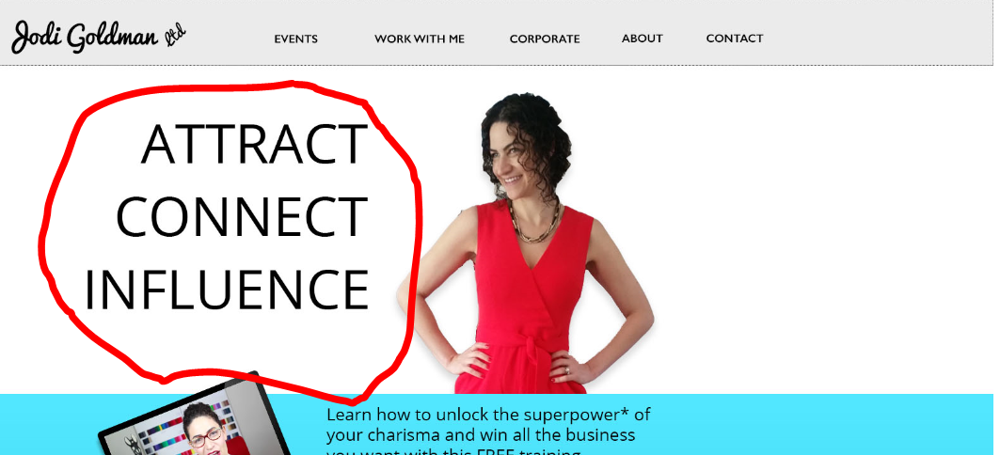 Jodi Goldman Ltd
EVENTS WORK WITH ME CORPORATE ABOUT CONTACT
ATTRACT
CONNECT
INFLUENCE
Learn how to unlock the superpower* of
your charisma and win all the business
you want with this FREE training